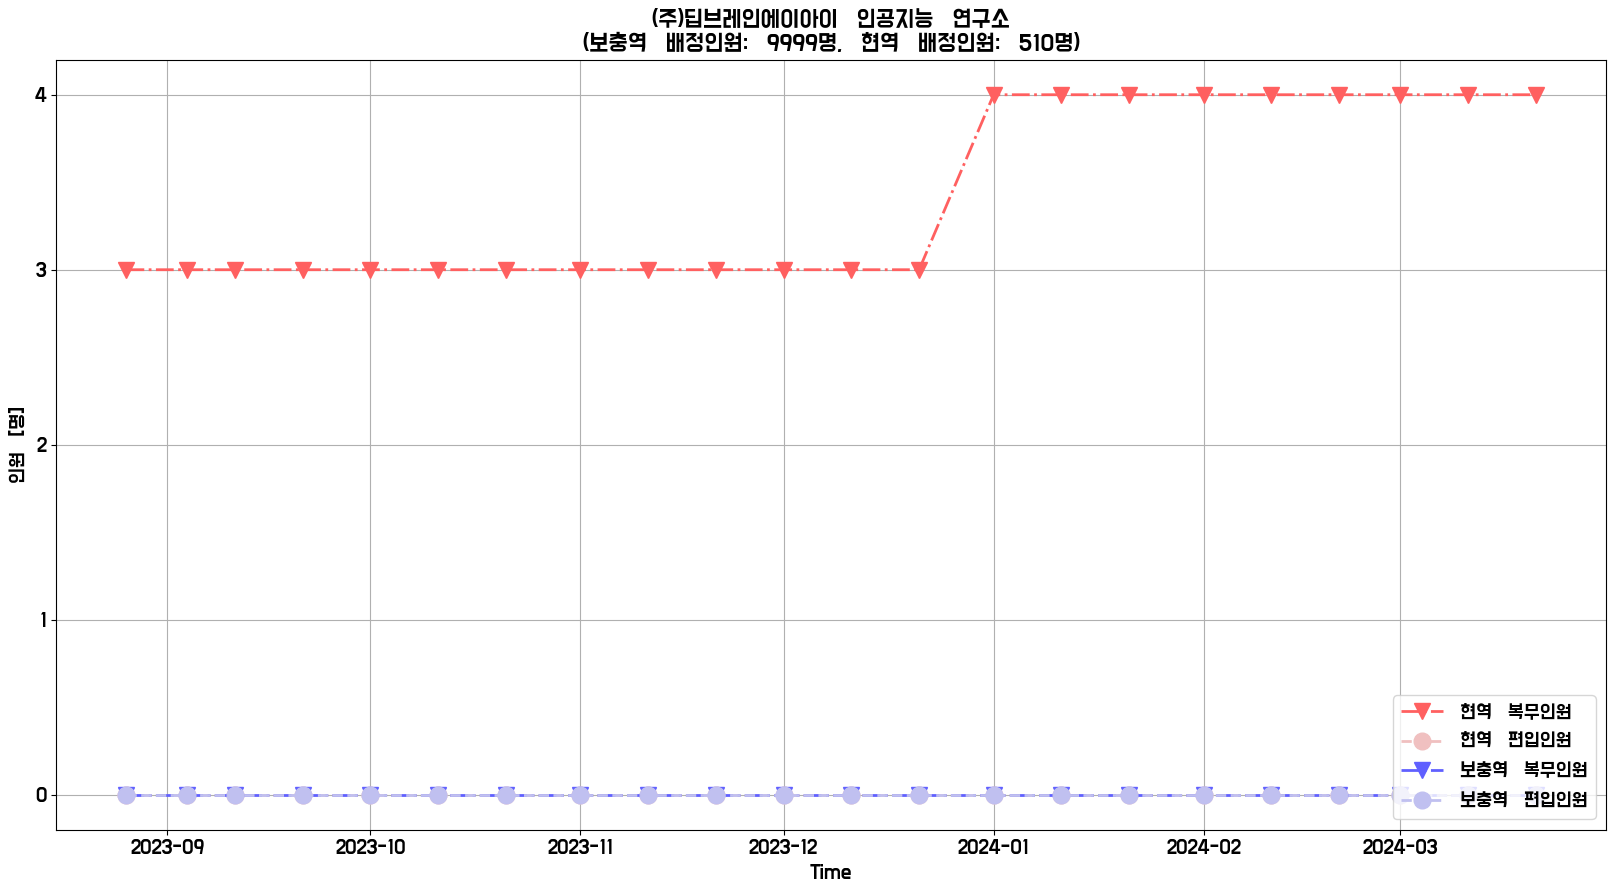 (주)딥브레인에이아이 인공지능 연구소
(보충역 배정인원: 9999명, 현역 배정인원: 510명)
인원 [명]
4
3
2
1
0
2023-09 2023-10 2023-11 2023-12 2024-01 2024-02 2024-03
Time
현역 복무인원
현역 편입인원
보충역 복무인원
보충역 편입인원